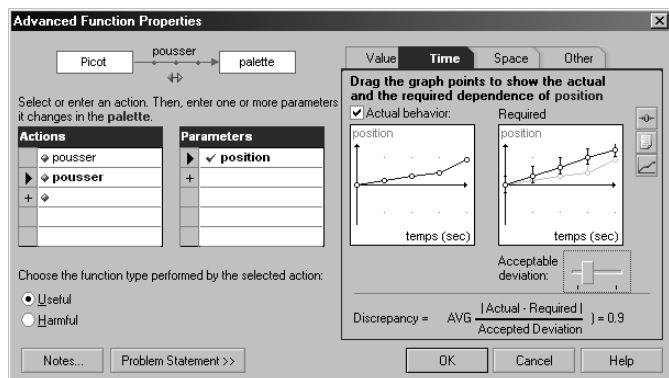 Advanced Function Properties
Picot
pousser
palette
Select or enter an action. Then, enter one or more parameters
it changes in the palette.
Actions
pousser
pousser
Parameters
position
Choose the function type performed by the selected action:
Useful
Harmful
Notes...
Problem Statement >>
Value
Time
Space
Other
Drag the graph points to show the actual
and the required dependence of position
Actual behavior:
Required
position
temps (sec)
position
temps (sec)
Acceptable
deviation:
Discrepancy = AVG ( | Actual - Required | / Accepted Deviation ) = 0.9
OK
Cancel
Help